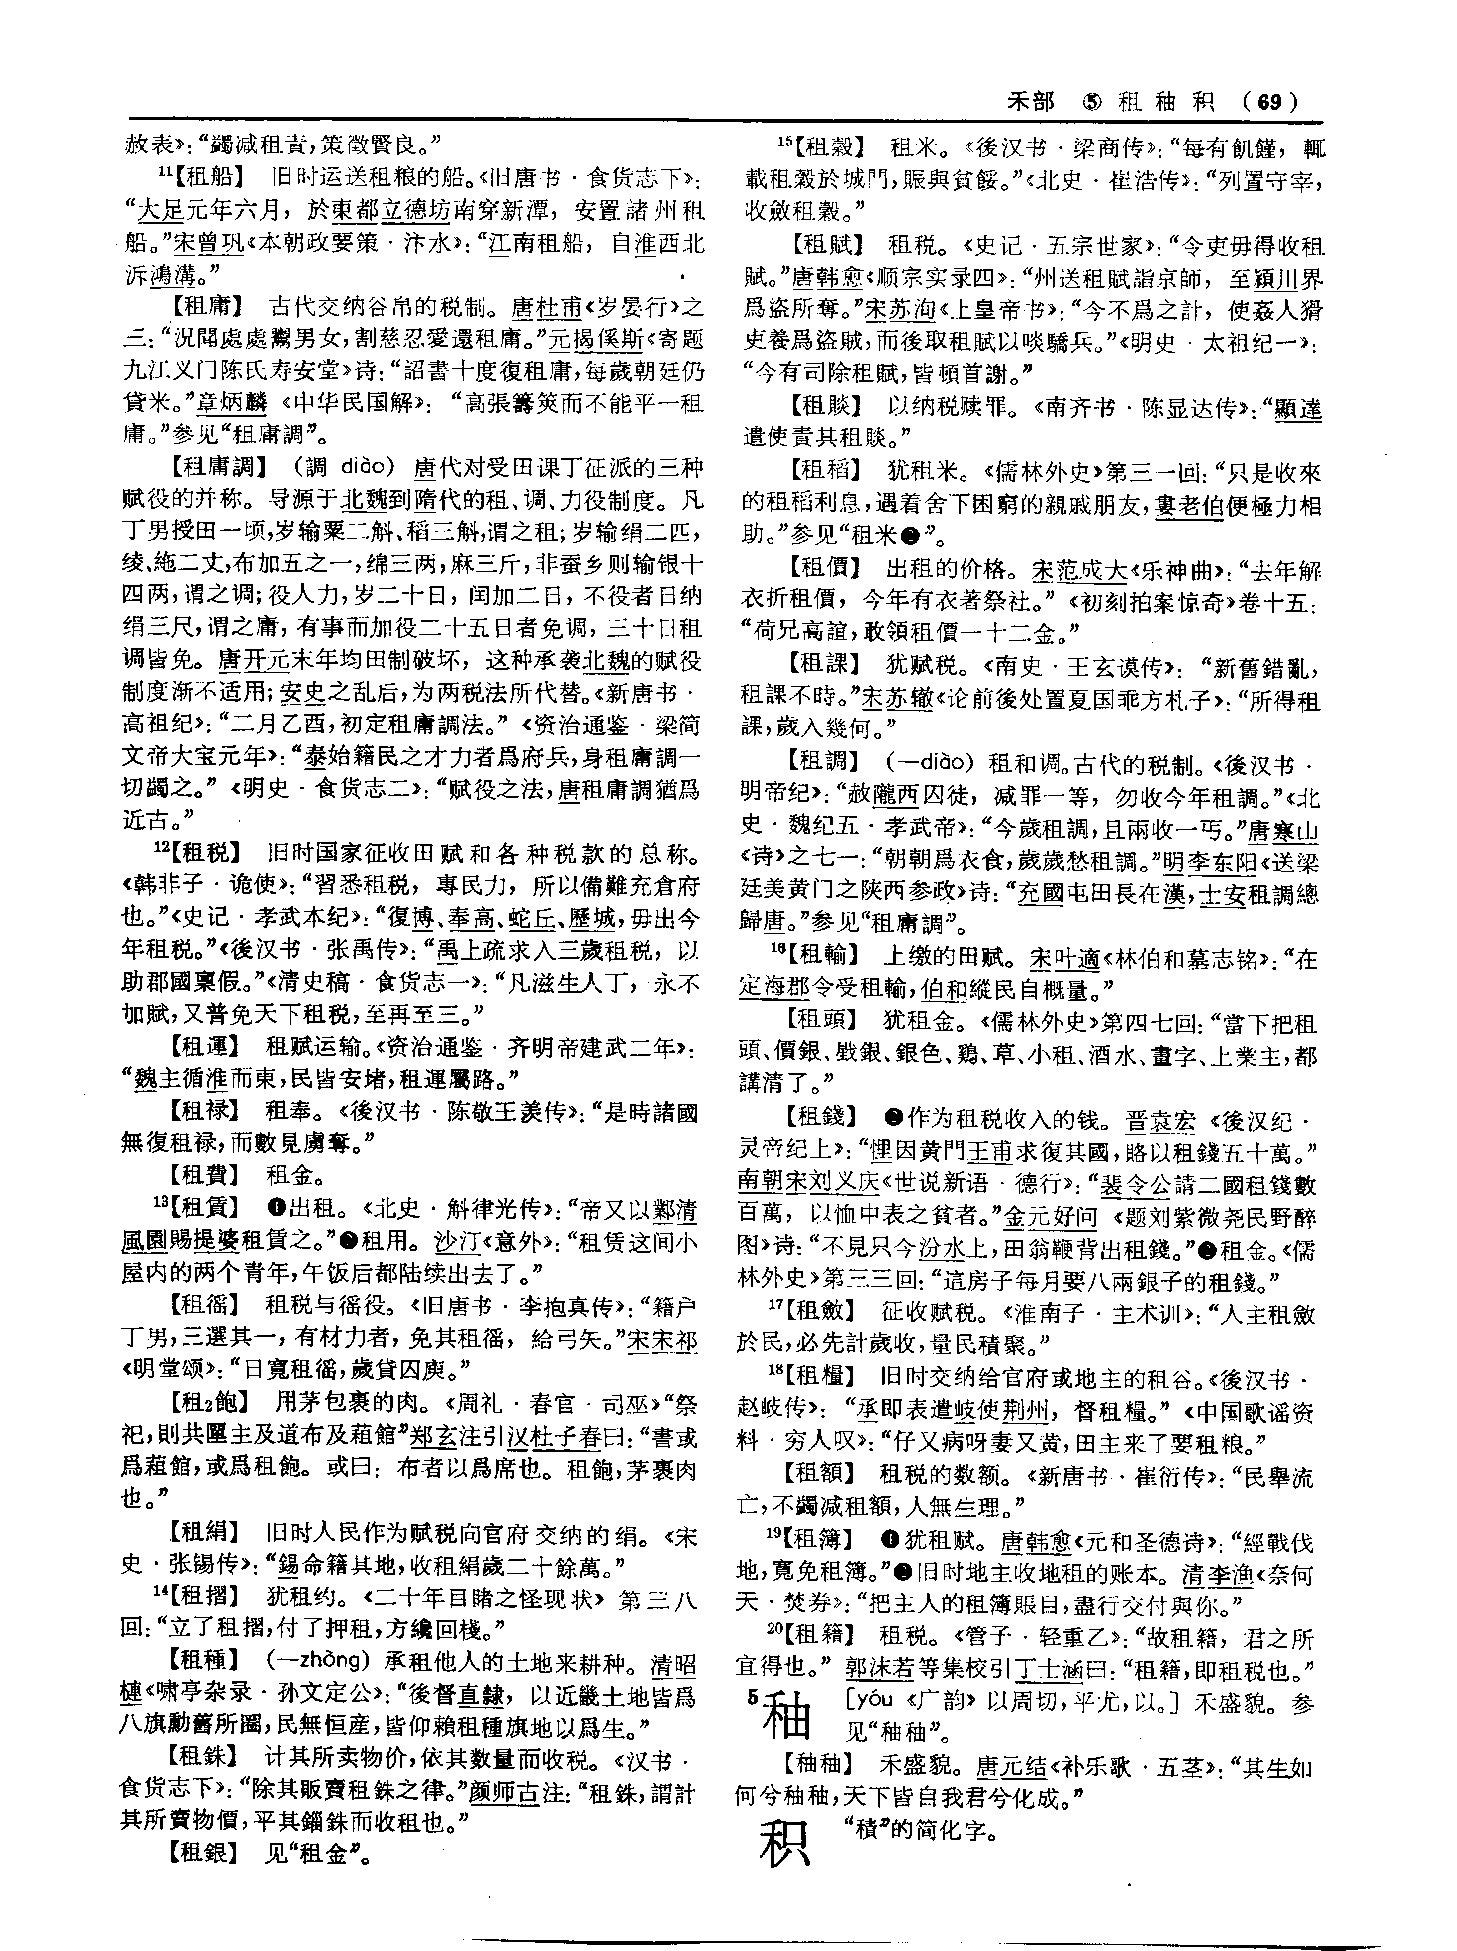 禾部 ⑤ 租 秞 积 (69)
赦表》:“蠲减租責,策徵賢良。”
11【租船】 旧时运送租粮的船。《旧唐书·食货志下》:
“大足元年六月,於東都立德坊南穿新潭,安置諸州租
船。”宋曾巩《本朝政要策·汴水》:“江南租船,自淮西北
泝鴻溝。”
【租庸】 古代交纳谷帛的税制。唐杜甫《岁晏行》之
三:“況聞處處鬻男女,割慈忍愛還租庸。”元揭傒斯《寄题
九江义门陈氏寿安堂》诗:“詔書十度復租庸,每歲朝廷仍
貸米。”章炳麟《中华民国解》:“高張籌筴而不能平一租
庸。”参见“租庸調”。
【租庸調】 (調 diào) 唐代对受田课丁征派的三种
赋役的并称。导源于北魏到隋代的租、调、力役制度。凡
丁男授田一顷,岁输粟二斛、稻三斛,谓之租;岁输绢二匹,
绫、絁二丈,布加五之一,绵三两,麻三斤,非蚕乡则输银十
四两,谓之调;役人力,岁二十日,闰加二日,不役者日纳
绢三尺,谓之庸,有事而加役二十五日者免调,三十日租
调皆免。唐开元末年均田制破坏,这种承袭北魏的赋役
制度渐不适用;安史之乱后,为两税法所代替。《新唐书·
高祖纪》:“二月乙酉,初定租庸調法。”《资治通鉴·梁简
文帝大宝元年》:“泰始籍民之才力者爲府兵,身租庸調一
切蠲之。”《明史·食货志二》:“赋役之法,唐租庸調猶爲
近古。”
12【租税】 旧时国家征收田赋和各种税款的总称。
《韩非子·诡使》:“習悉租税,專民力,所以備難充倉府
也。”《史记·孝武本纪》:“復博、奉高、蛇丘、歷城,毋出今
年租税。”《後汉书·张禹传》:“禹上疏求入三歲租税,以
助郡國稟假。”《清史稿·食货志一》:“凡滋生人丁,永不
加賦,又普免天下租税,至再至三。”
【租運】 租赋运输。《资治通鉴·齐明帝建武二年》:
“魏主循淮而東,民皆安堵,租運屬路。”
【租禄】 租奉。《後汉书·陈敬王羡传》:“是時諸國
無復租禄,而數見虜奪。”
【租費】 租金。
13【租賃】 ❶出租。《北史·斛律光传》:“帝又以鄴清
風園賜提婆租賃之。”❷租用。沙汀《意外》:“租赁这间小
屋内的两个青年,午饭后都陆续出去了。”
【租徭】 租税与徭役。《旧唐书·李抱真传》:“籍户
丁男,三選其一,有材力者,免其租徭,給弓矢。”宋宋祁
《明堂颂》:“日寬租徭,歲貸囚庾。”
【租₂飽】 用茅包裹的肉。《周礼·春官·司巫》“祭
祀,則共匰主及道布及蒩館”郑玄注引汉杜子春曰:“書或
爲蒩館,或爲租飽。或曰:布者以爲席也。租飽,茅裹肉
也。”
【租絹】 旧时人民作为赋税向官府交纳的绢。《宋
史·张锡传》:“錫命籍其地,收租絹歲二十餘萬。”
14【租摺】 犹租约。《二十年目睹之怪现状》第三八
回:“立了租摺,付了押租,方纔回棧。”
【租種】 (—zhòng) 承租他人的土地来耕种。清昭
槤《啸亭杂录·孙文定公》:“後督直隸,以近畿土地皆爲
八旗勳舊所圈,民無恒産,皆仰賴租種旗地以爲生。”
【租銖】 计其所卖物价,依其数量而收税。《汉书·
食货志下》:“除其販賣租銖之律。”颜师古注:“租銖,謂計
其所賣物價,平其錙銖而收租也。”
【租銀】 见“租金”。
15【租穀】 租米。《後汉书·梁商传》:“每有飢饉,輒
載租穀於城門,賑與貧餒。”《北史·崔浩传》:“列置守宰,
收斂租穀。”
【租賦】 租税。《史记·五宗世家》:“令吏毋得收租
賦。”唐韩愈《顺宗实录四》:“州送租賦詣京師,至潁川界
爲盜所奪。”宋苏洵《上皇帝书》:“今不爲之計,使姦人猾
吏養爲盜賊,而後取租賦以啖驕兵。”《明史·太祖纪一》:
“今有司除租賦,皆頓首謝。”
【租賧】 以纳税赎罪。《南齐书·陈显达传》:“顯達
遣使責其租賧。”
【租稻】 犹租米。《儒林外史》第三一回:“只是收來
的租稻利息,遇着舍下困窮的親戚朋友,婁老伯便極力相
助。”参见“租米❷”。
【租價】 出租的价格。宋范成大《乐神曲》:“去年解
衣折租價,今年有衣著祭社。”《初刻拍案惊奇》卷十五:
“荷兄高誼,敢領租價一十二金。”
【租課】 犹赋税。《南史·王玄谟传》:“新舊錯亂,
租課不時。”宋苏辙《论前後处置夏国乖方札子》:“所得租
課,歲入幾何。”
【租調】 (—diào) 租和调。古代的税制。《後汉书·
明帝纪》:“赦隴西囚徒,減罪一等,勿收今年租調。”《北
史·魏纪五·孝武帝》:“今歲租調,且兩收一丐。”唐寒山
《诗》之七一:“朝朝爲衣食,歲歲愁租調。”明李东阳《送梁
廷美黄门之陕西参政》诗:“充國屯田長在漢,士安租調總
歸唐。”参见“租庸調”。
16【租輸】 上缴的田赋。宋叶適《林伯和墓志铭》:“在
定海郡令受租輸,伯和縱民自概量。”
【租頭】 犹租金。《儒林外史》第四七回:“當下把租
頭、價銀、戥銀、銀色、鷄、草、小租、酒水、畫字、上業主,都
講清了。”
【租錢】 ❶作为租税收入的钱。晋袁宏《後汉纪·
灵帝纪上》:“悝因黄門王甫求復其國,賂以租錢五十萬。”
南朝宋刘义庆《世说新语·德行》:“裴令公請二國租錢數
百萬,以恤中表之貧者。”金元好问《题刘紫微尧民野醉
图》诗:“不見只今汾水上,田翁鞭背出租錢。”❷租金。《儒
林外史》第三三回:“這房子每月要八兩銀子的租錢。”
17【租斂】 征收赋税。《淮南子·主术训》:“人主租斂
於民,必先計歲收,量民積聚。”
18【租糧】 旧时交纳给官府或地主的租谷。《後汉书·
赵岐传》:“承即表遣岐使荆州,督租糧。”《中国歌谣资
料·穷人叹》:“仔又病呀妻又黄,田主来了要租粮。”
【租額】 租税的数额。《新唐书·崔衍传》:“民舉流
亡,不蠲减租額,人無生理。”
19【租簿】 ❶犹租赋。唐韩愈《元和圣德诗》:“經戰伐
地,寬免租簿。”❷旧时地主收地租的账本。清李渔《奈何
天·焚券》:“把主人的租簿賬目,盡行交付與你。”
20【租籍】 租税。《管子·轻重乙》:“故租籍,君之所
宜得也。”郭沫若等集校引丁士涵曰:“租籍,即租税也。”
5秞 [yóu 《广韵》以周切,平尤,以。] 禾盛貌。参
见“秞秞”。
【秞秞】 禾盛貌。唐元结《补乐歌·五茎》:“其生如
何兮秞秞,天下皆自我君兮化成。”
积 “積”的简化字。